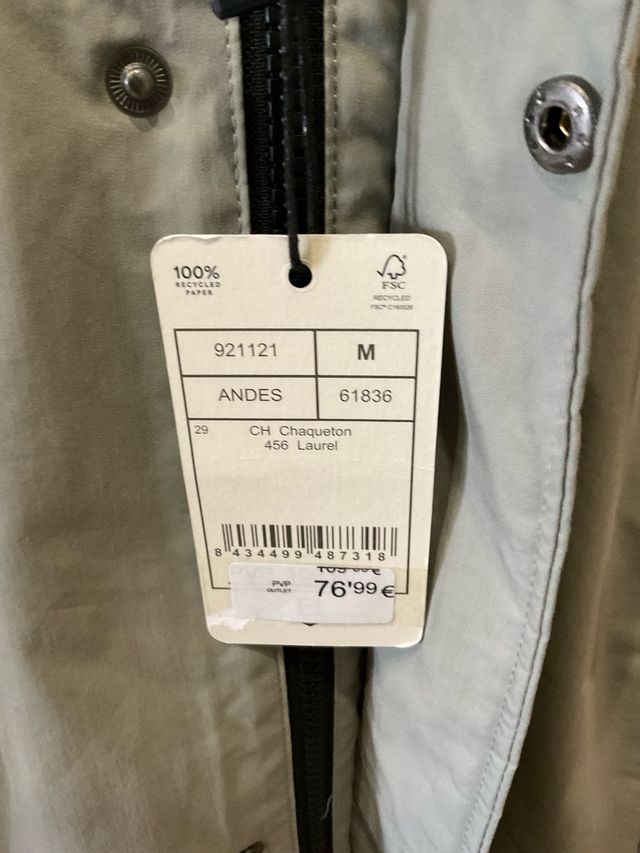 100%
RECYCLED
PAPER
FSC
RECYCLED
921121 M
ANDES 61836
29 CH Chaqueton
456 Laurel
8 434499 487318
PVP
OUTLET
76'99€